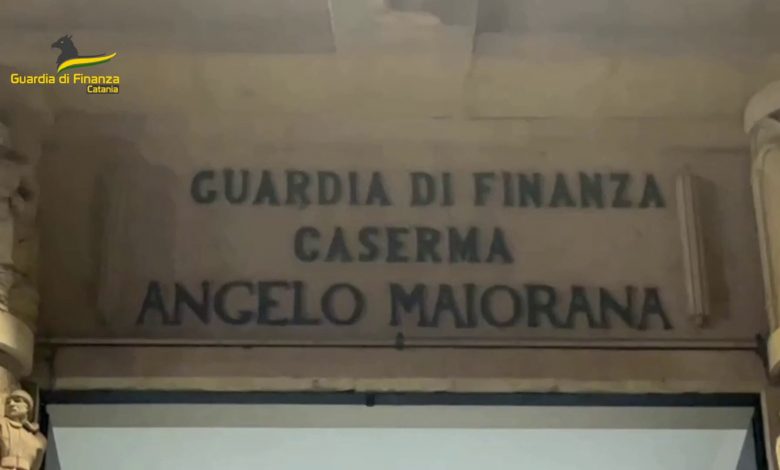 Guardia di Finanza
Catania
GUARDIA DI FINANZA
CASERMA
ANGELO MAIORANA